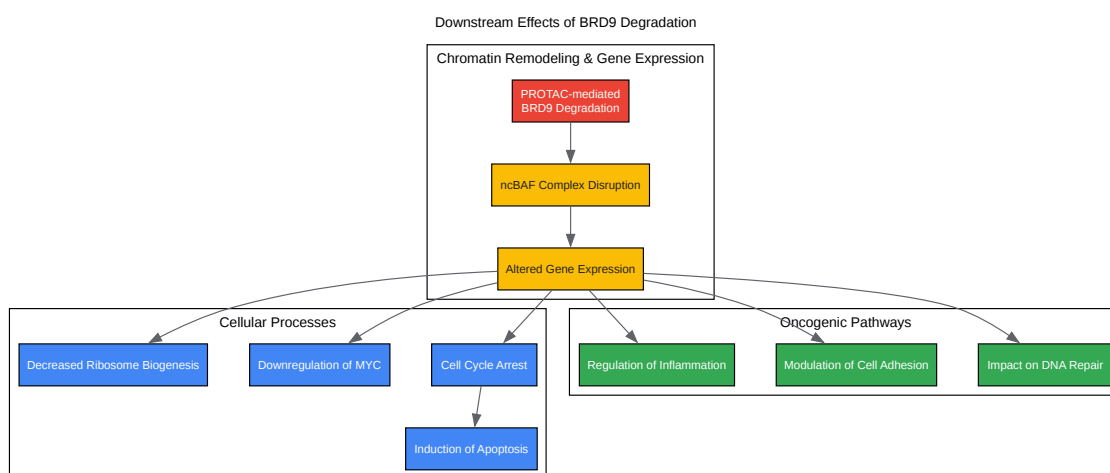 Downstream Effects of BRD9 Degradation
Chromatin Remodeling & Gene Expression
PROTAC-mediated
BRD9 Degradation
ncBAF Complex Disruption
Altered Gene Expression
Cellular Processes
Decreased Ribosome Biogenesis
Downregulation of MYC
Cell Cycle Arrest
Induction of Apoptosis
Oncogenic Pathways
Regulation of Inflammation
Modulation of Cell Adhesion
Impact on DNA Repair